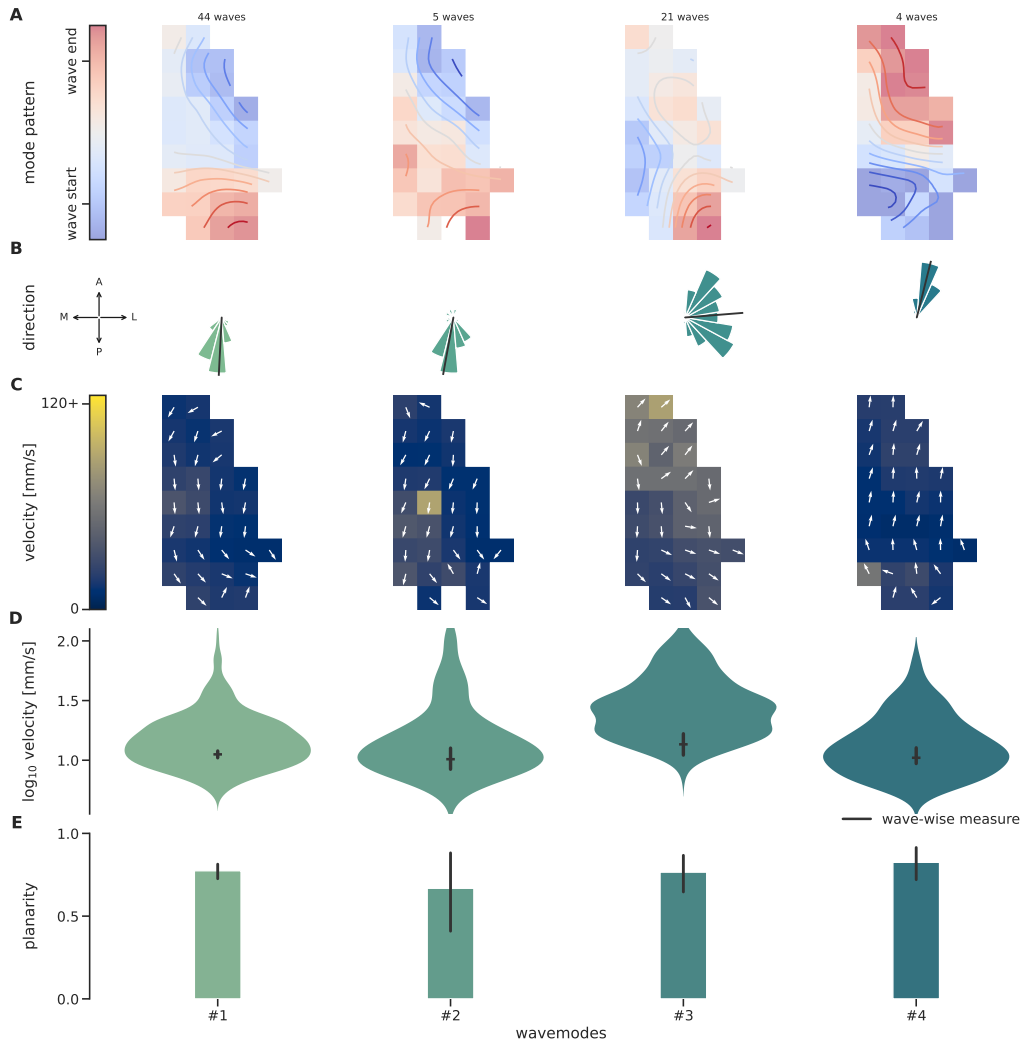 A
44 waves
5 waves
21 waves
4 waves
mode pattern
wave end
wave start
B
direction
A
M
L
P
C
velocity [mm/s]
120+
0
D
log₁₀ velocity [mm/s]
2.0
1.5
1.0
wave-wise measure
E
planarity
1.0
0.5
0.0
#1
#2
#3
#4
wavemodes